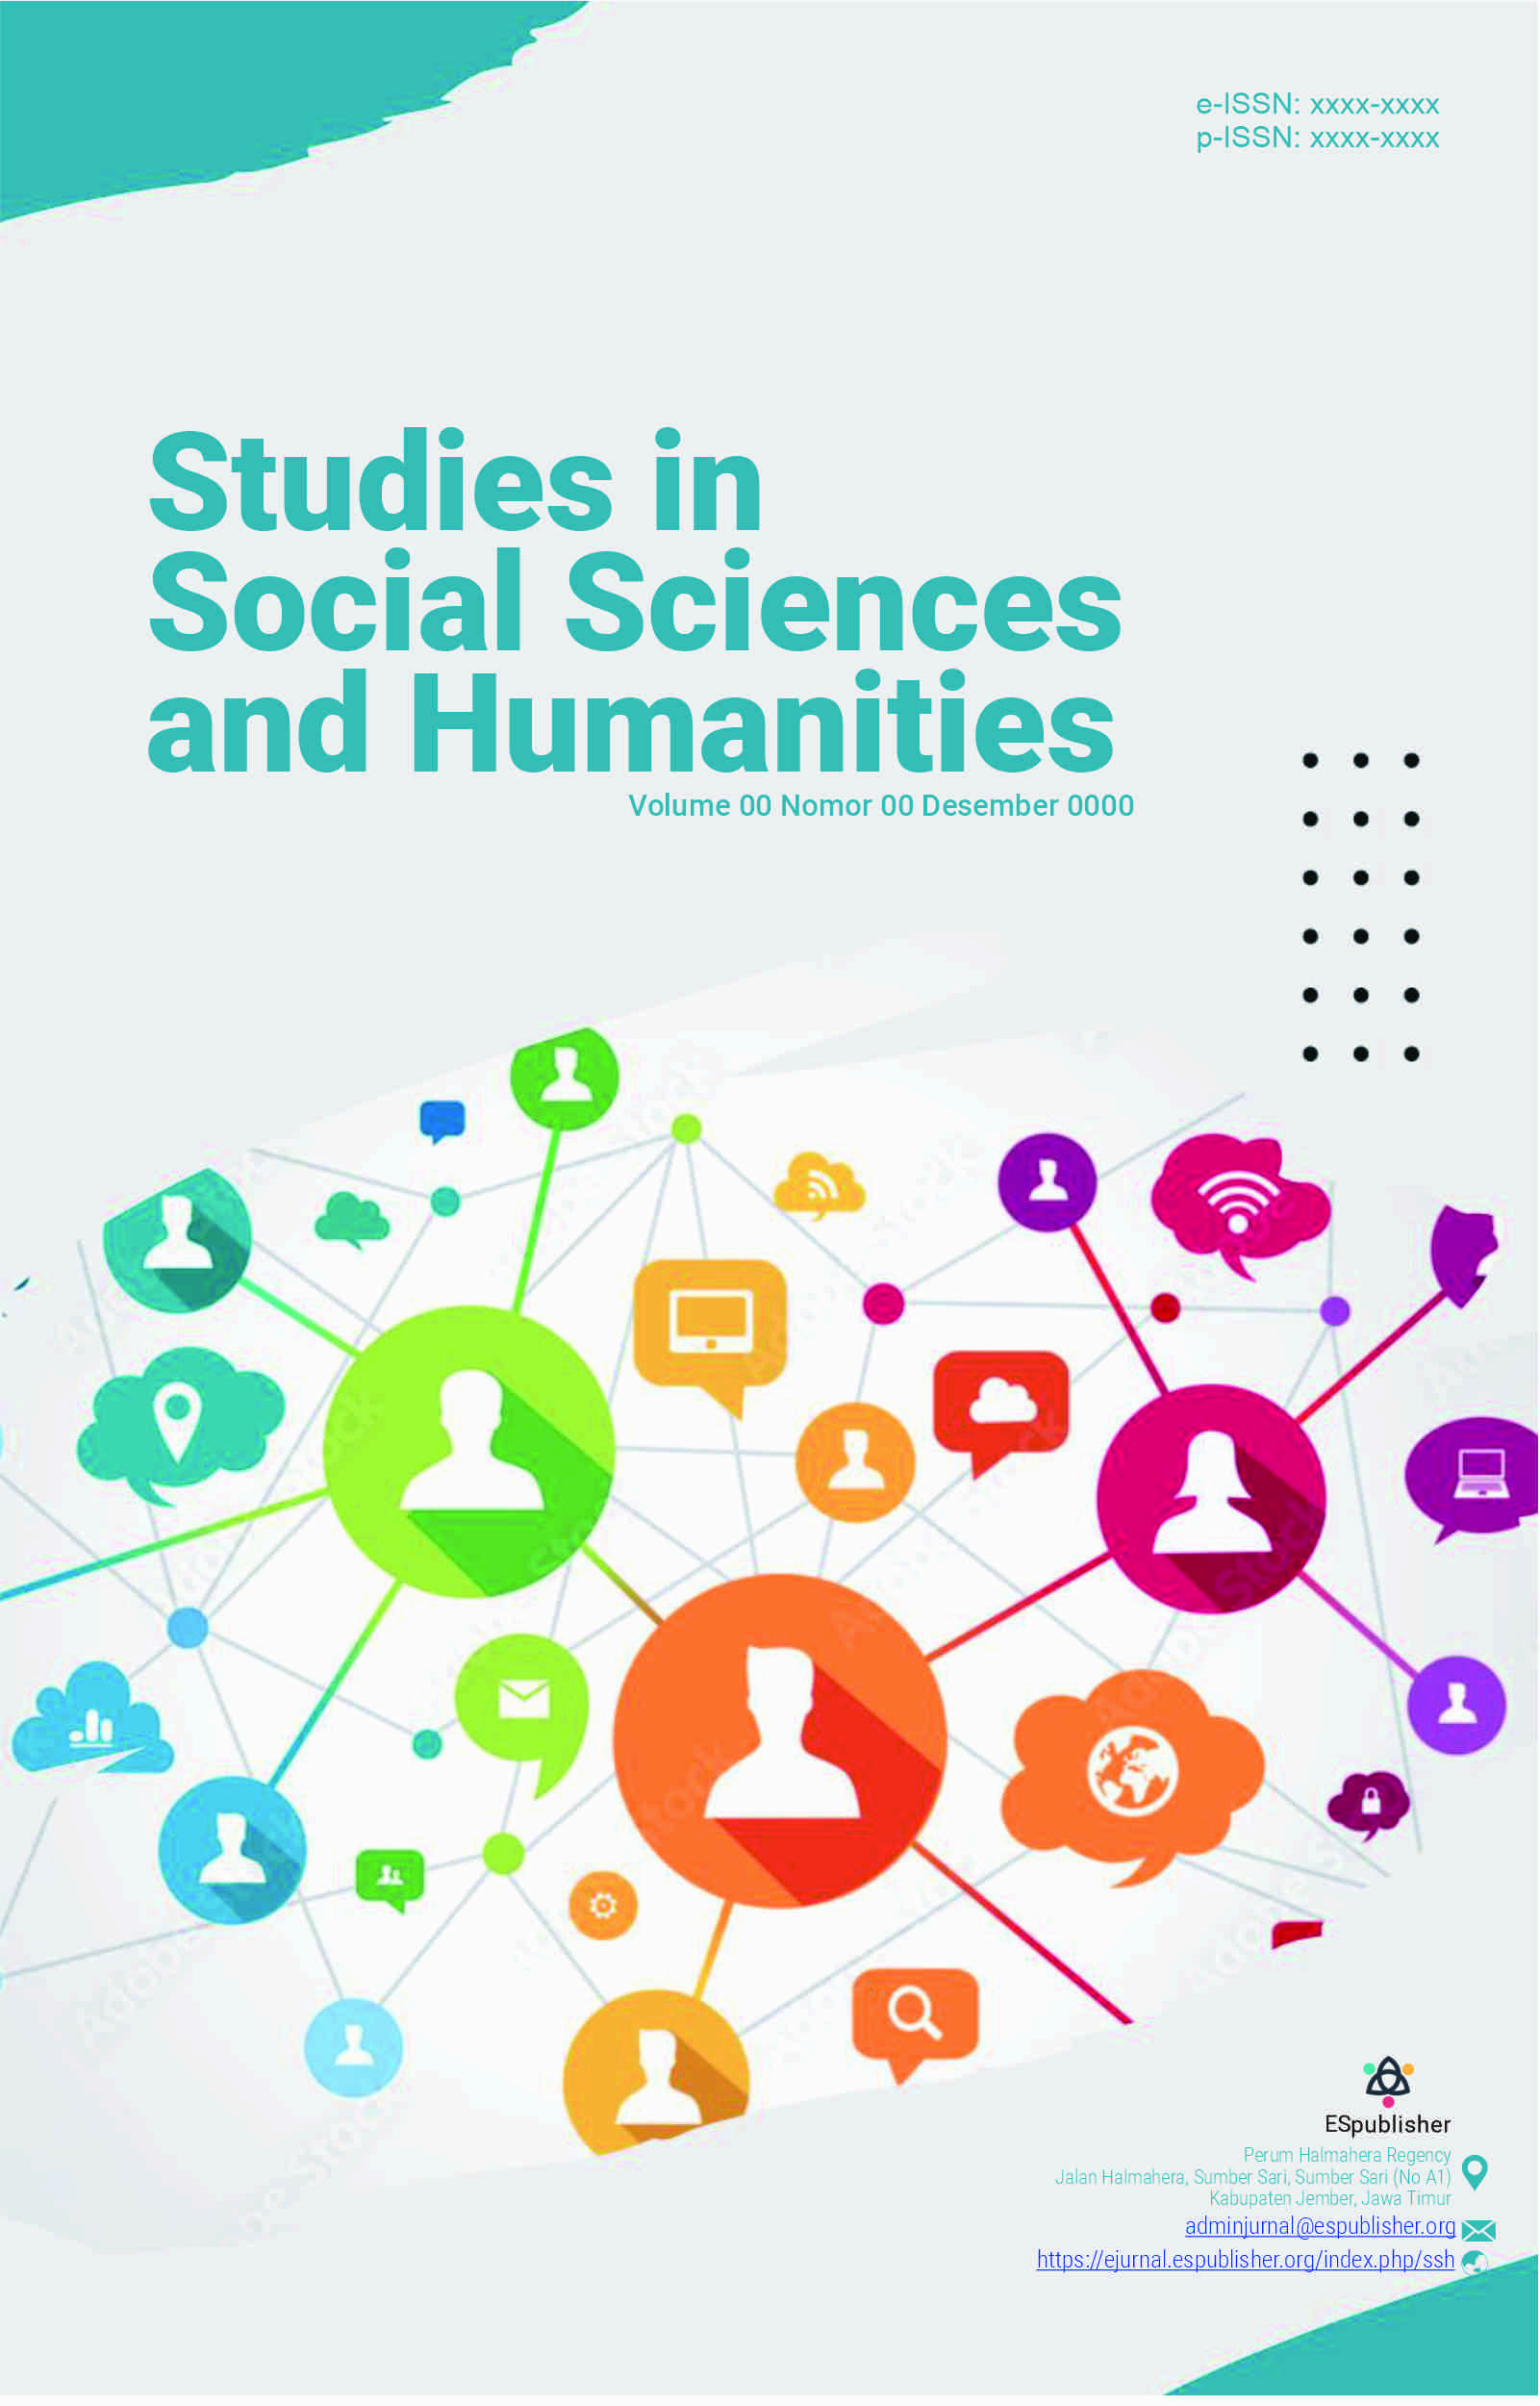 e-ISSN: xxxx-xxxx
p-ISSN: xxxx-xxxx
Studies in
Social Sciences
and Humanities
Volume 00 Nomor 00 Desember 0000
ESpublisher
Perum Halmahera Regency
Jalan Halmahera, Sumber Sari, Sumber Sari (No A1)
Kabupaten Jember, Jawa Timur
adminjurnal@espublisher.org
https://ejurnal.espublisher.org/index.php/ssh